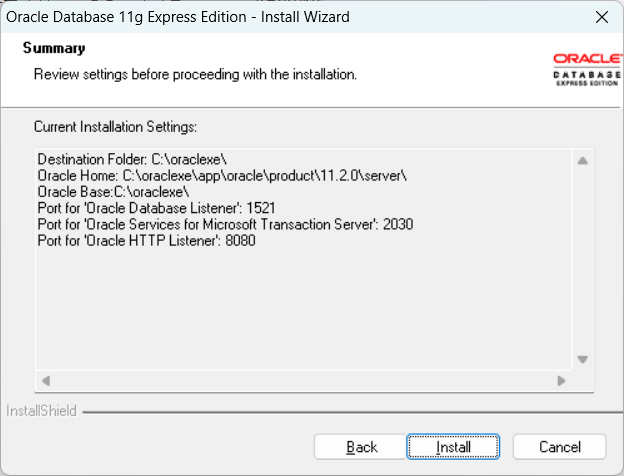 Oracle Database 11g Express Edition - Install Wizard
Summary
Review settings before proceeding with the installation.
ORACLE
DATABASE
EXPRESS EDITION
Current Installation Settings:
Destination Folder: C:\oraclexe\
Oracle Home: C:\oraclexe\app\oracle\product\11.2.0\server\
Oracle Base:C:\oraclexe\
Port for 'Oracle Database Listener': 1521
Port for 'Oracle Services for Microsoft Transaction Server': 2030
Port for 'Oracle HTTP Listener': 8080
InstallShield
Back
Install
Cancel